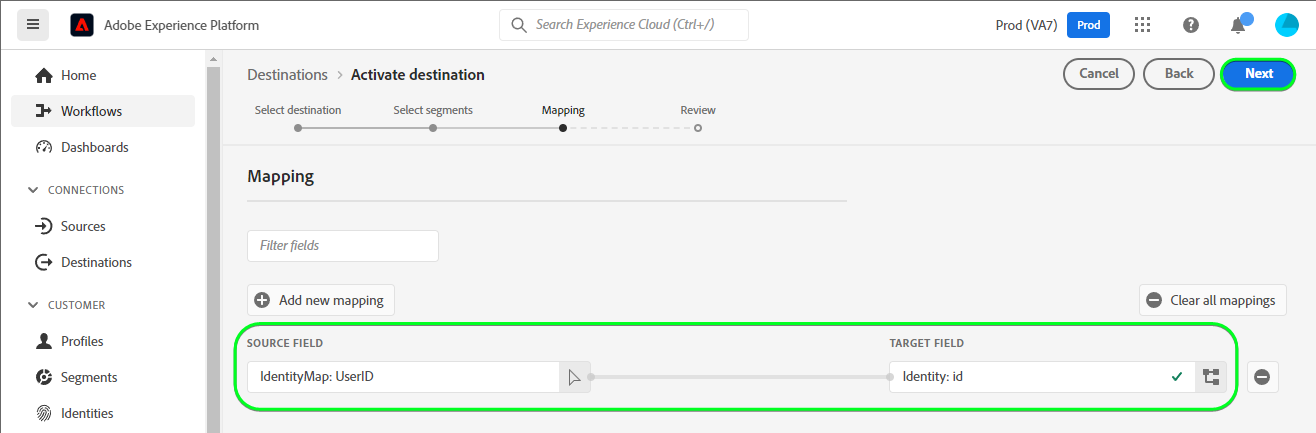 Adobe Experience Platform
Search Experience Cloud (Ctrl+/)
Prod (VA7)
Prod
Home
Workflows
Dashboards
CONNECTIONS
Sources
Destinations
CUSTOMER
Profiles
Segments
Identities
Destinations > Activate destination
Cancel
Back
Next
Select destination
Select segments
Mapping
Review
Mapping
Filter fields
Add new mapping
Clear all mappings
SOURCE FIELD
TARGET FIELD
IdentityMap: UserID
Identity: id